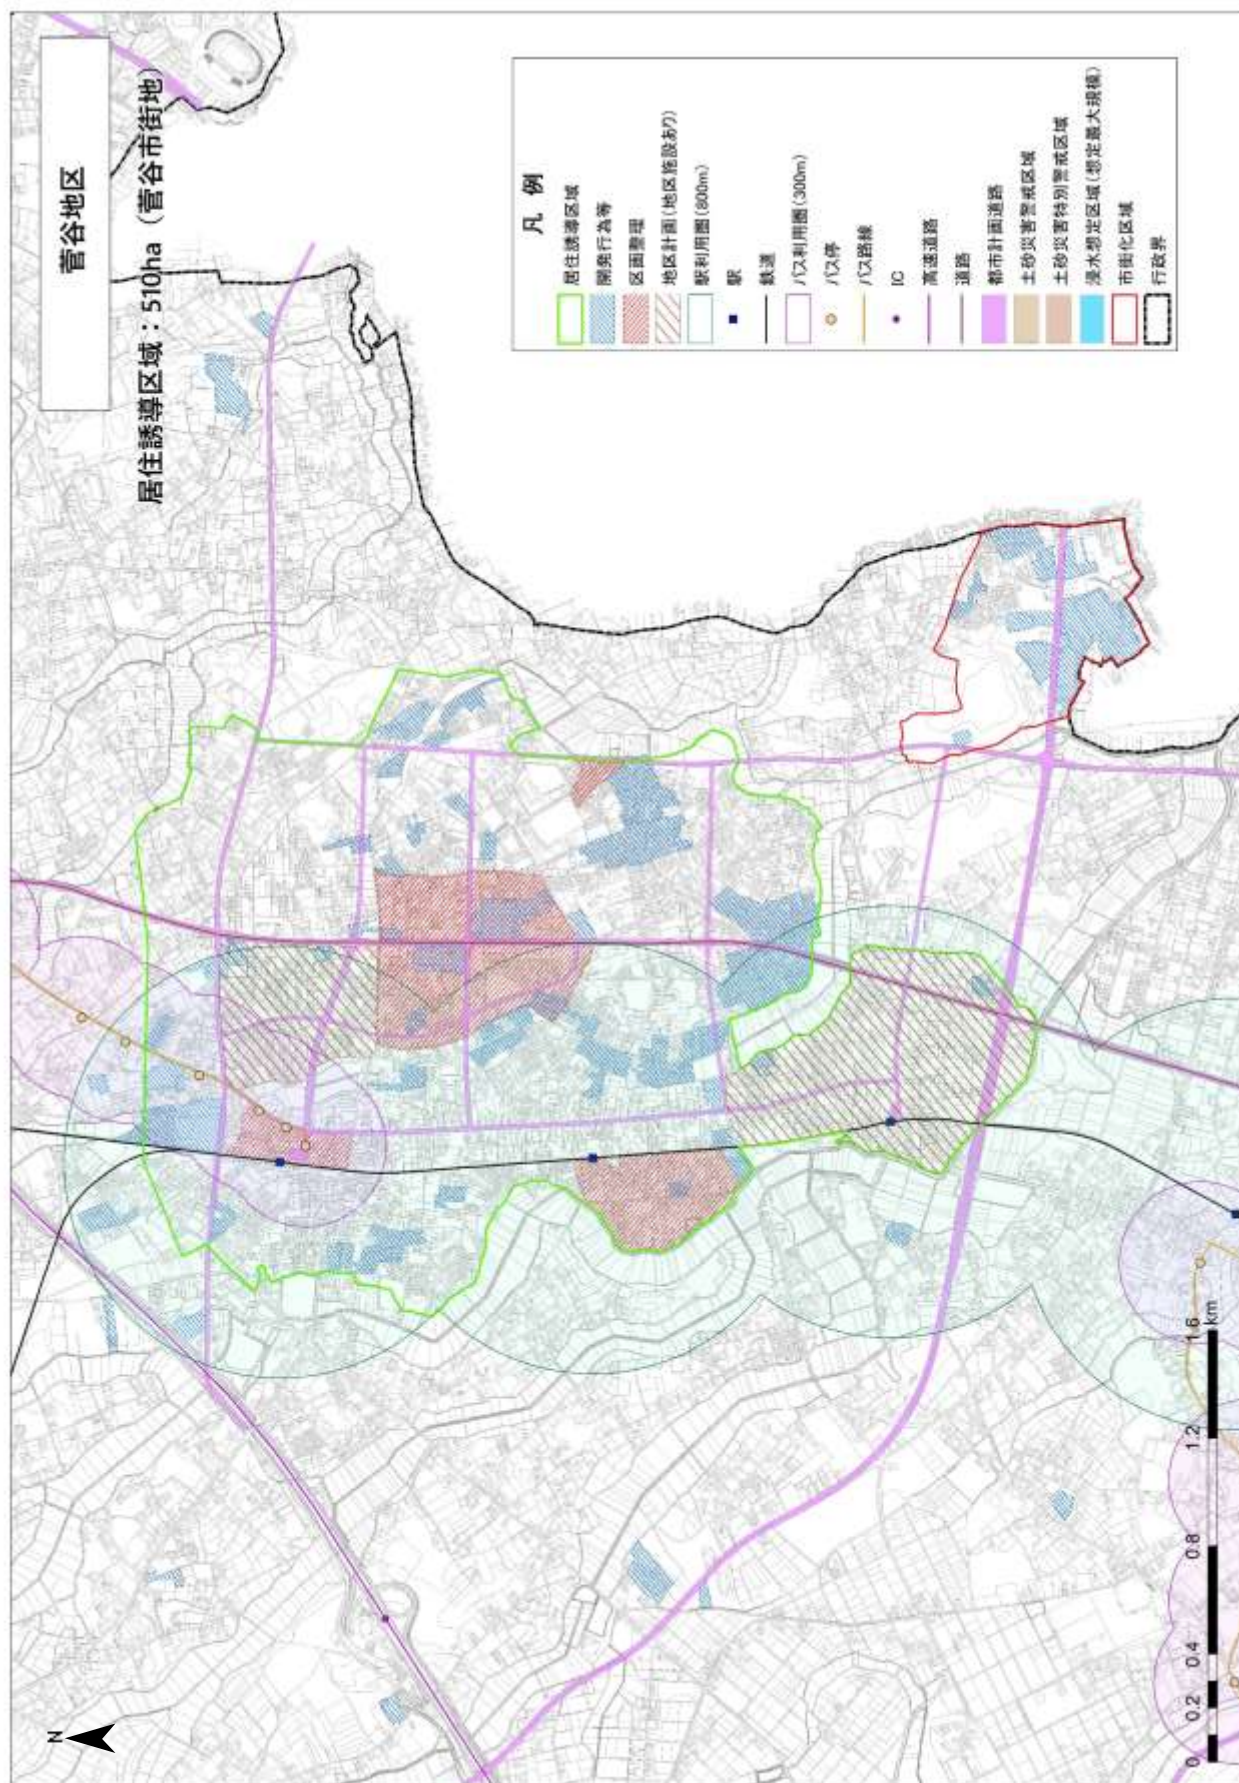 菅谷地区
居住誘導区域：510ha（菅谷市街地）
凡 例
居住誘導区域
開発行為等
区画整理
地区計画(地区施設あり)
駅利用圏(800m)
駅
鉄道
バス利用圏(300m)
バス停
バス路線
IC
高速道路
道路
都市計画道路
土砂災害警戒区域
土砂災害特別警戒区域
浸水想定区域(想定最大規模)
市街化区域
行政界
N
0 0.2 0.4 0.8 1.2 1.6
km